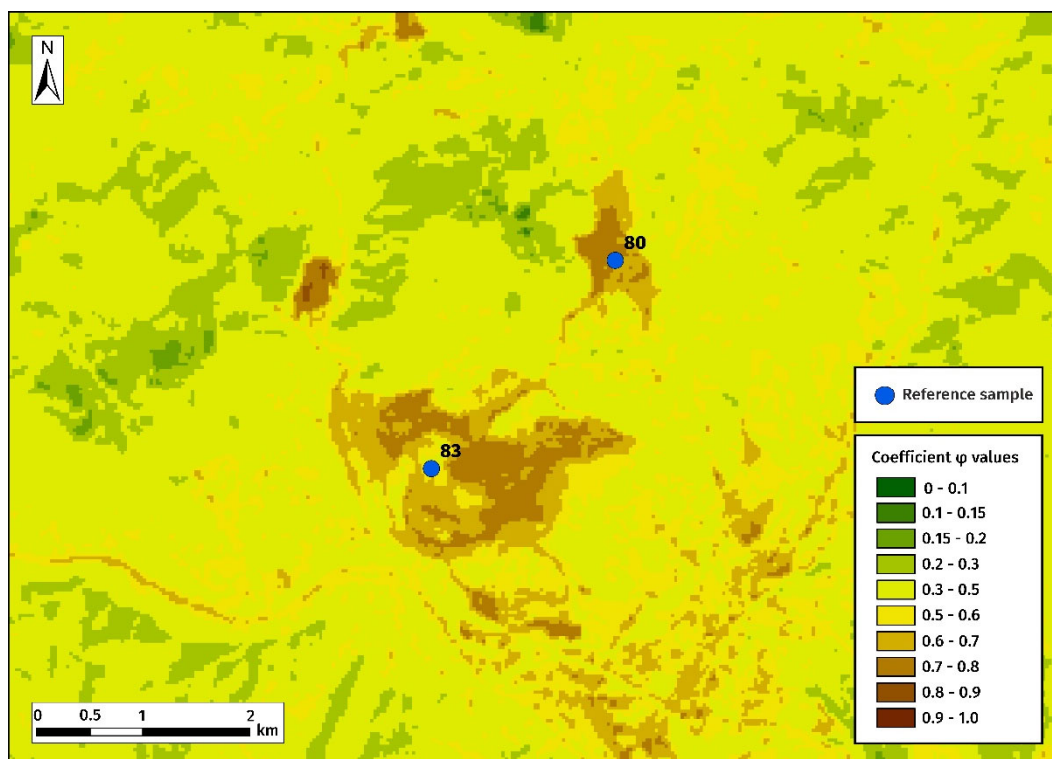 N
80
83
Reference sample
Coefficient φ values
0 - 0.1
0.1 - 0.15
0.15 - 0.2
0.2 - 0.3
0.3 - 0.5
0.5 - 0.6
0.6 - 0.7
0.7 - 0.8
0.8 - 0.9
0.9 - 1.0
0 0.5 1 2
km